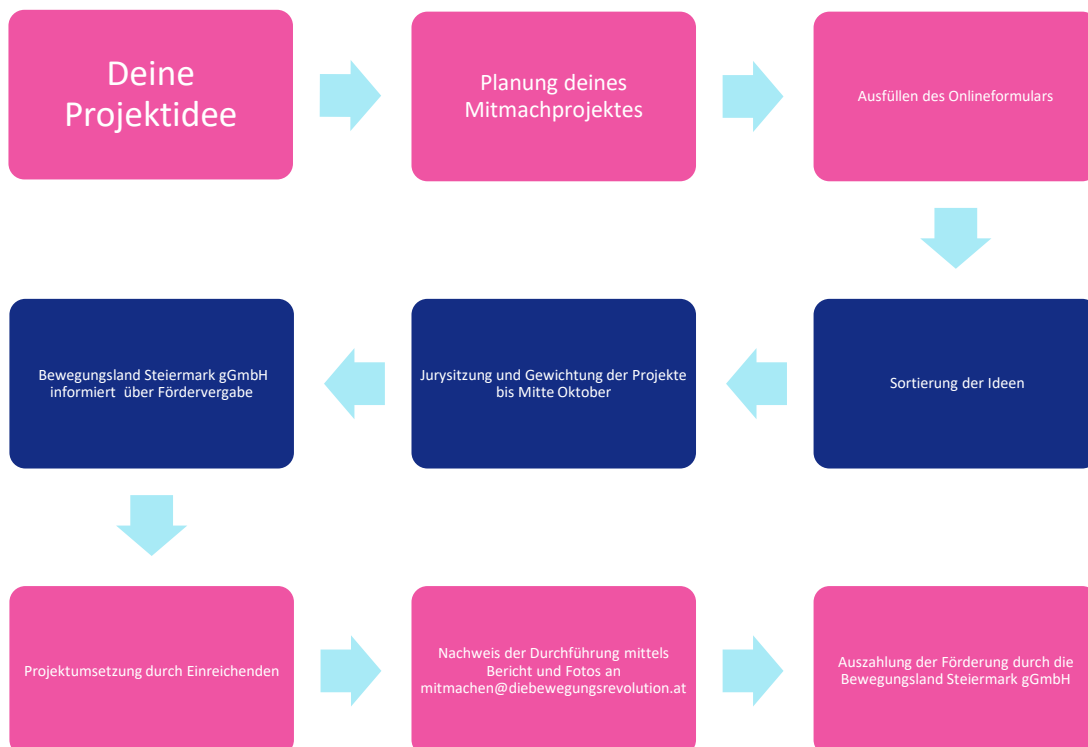 Deine
Projektidee
Planung deines
Mitmachprojektes
Ausfüllen des Onlineformulars
Sortierung der Ideen
Jurysitzung und Gewichtung der Projekte
bis Mitte Oktober
Bewegungsland Steiermark gGmbH
informiert  über Fördervergabe
Projektumsetzung durch Einreichenden
Nachweis der Durchführung mittels
Bericht und Fotos an
mitmachen@diebewegungsrevolution.at
Auszahlung der Förderung durch die
Bewegungsland Steiermark gGmbH